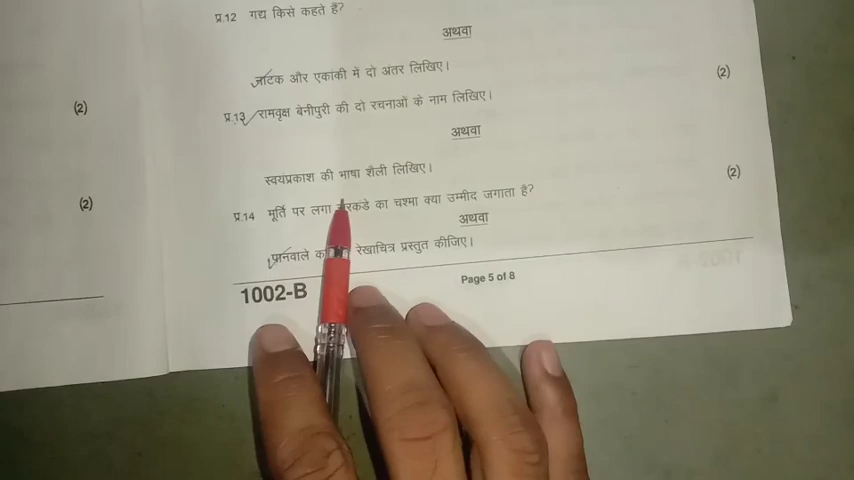 प्र.12 गद्य किसे कहते हैं?
अथवा
नाटक और एकांकी में दो अंतर लिखिए।
(2)
(2)
प्र.13 रामवृक्ष बेनीपुरी की दो रचनाओं के नाम लिखिए।
अथवा
स्वयंप्रकाश की भाषा शैली लिखिए।
(2)
(2)
प्र.14 मूर्ति पर लगा सरकंडे का चश्मा क्या उम्मीद जगाता है?
अथवा
पानवाले का रेखाचित्र प्रस्तुत कीजिए।
1002-B
Page 5 of 8